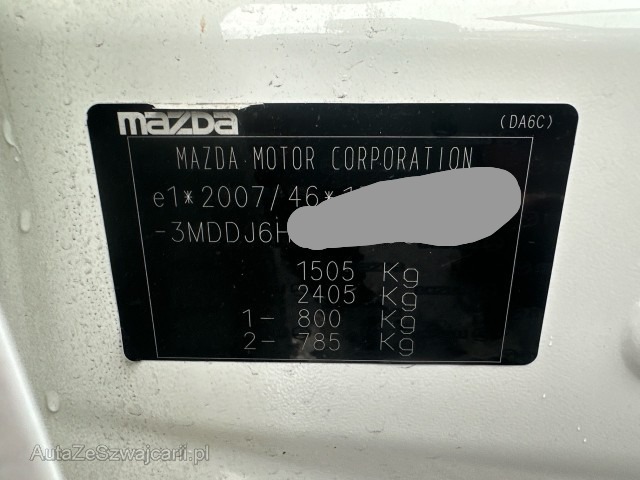 mazda
(DA6C)
MAZDA MOTOR CORPORATION
e1*2007/46*
-3MDDJ6H
1505 Kg
2405 Kg
1- 800 Kg
2- 785 Kg
AutaZeSzwajcarii.pl